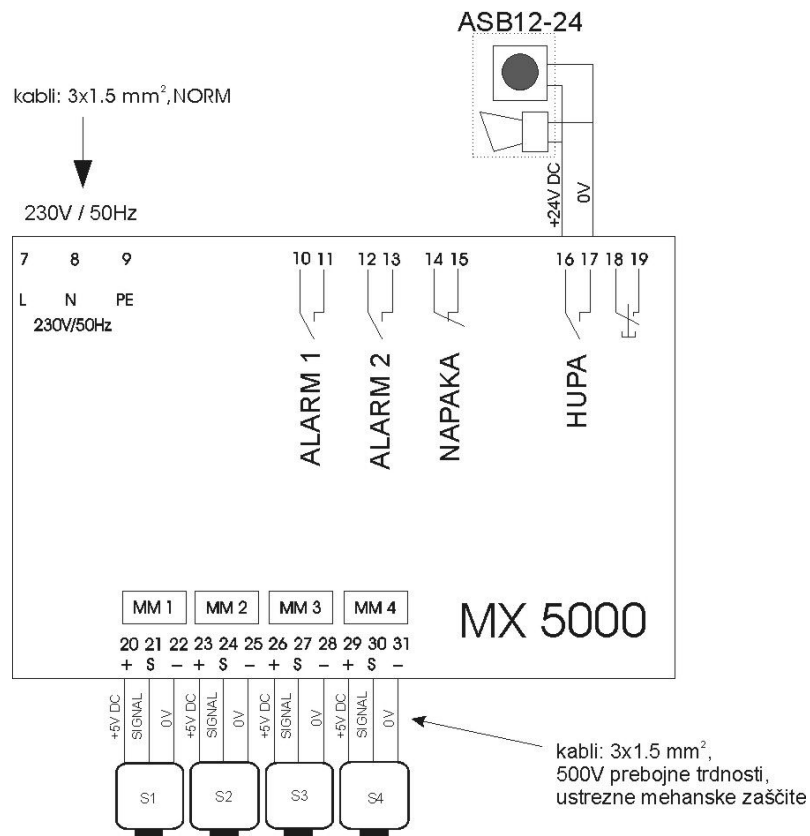 ASB12-24
kabli: 3x1.5 mm²,NORM
+24V DC
0V
230V / 50Hz
7 8 9 10 11 12 13 14 15 16 17 18 19
L N PE
230V/50Hz
ALARM 1
ALARM 2
NAPAKA
HUPA
MM 1 MM 2 MM 3 MM 4
MX 5000
20 21 22 23 24 25 26 27 28 29 30 31
+ S – + S – + S – + S –
+5V DC SIGNAL 0V +5V DC SIGNAL 0V +5V DC SIGNAL 0V +5V DC SIGNAL 0V
kabli: 3x1.5 mm²,
500V prebojne trdnosti,
ustrezne mehanske zaščite
S1 S2 S3 S4